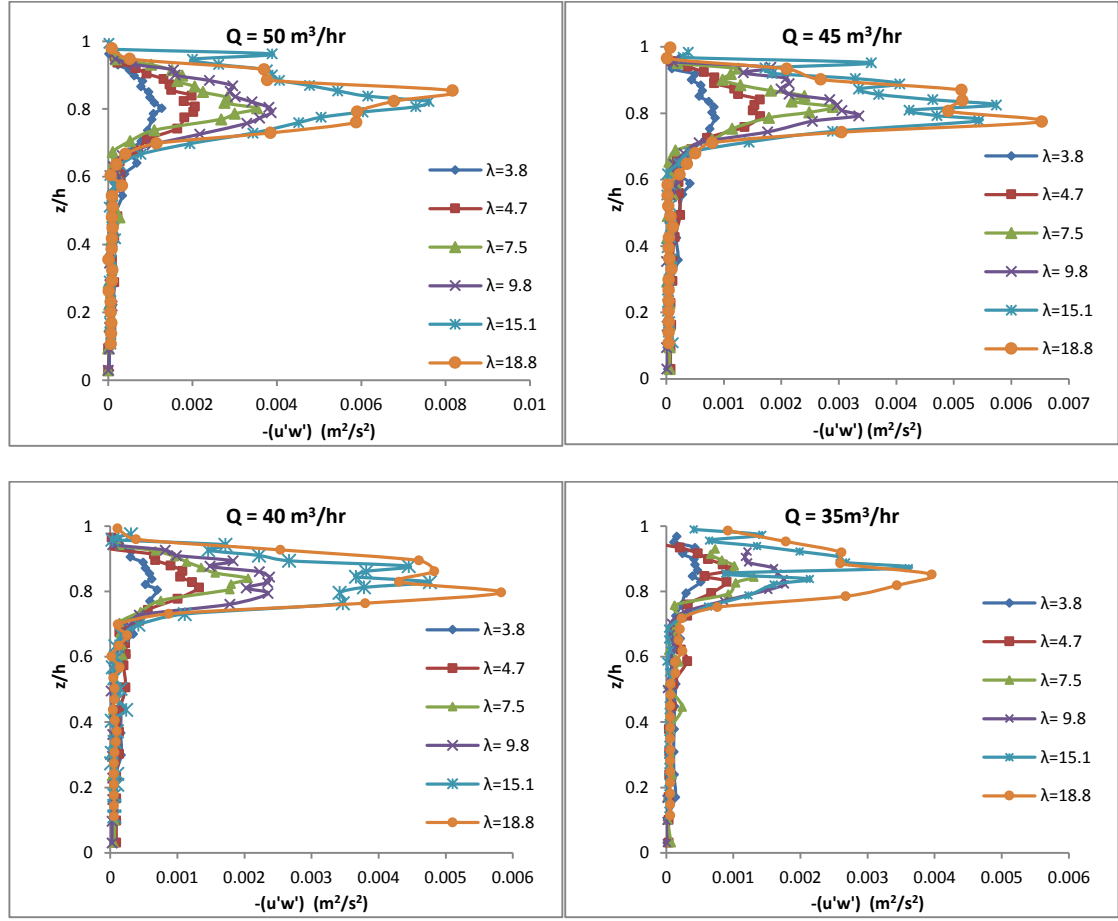 Q = 50 m³/hr
1
0.8
0.6
0.4
0.2
0
z/h
0
0.002
0.004
0.006
0.008
0.01
-(u'w') (m²/s²)
λ=3.8
λ=4.7
λ=7.5
λ= 9.8
λ=15.1
λ=18.8
Q = 45 m³/hr
1
0.8
0.6
0.4
0.2
0
z/h
0
0.001
0.002
0.003
0.004
0.005
0.006
0.007
-(u'w') (m²/s²)
λ=3.8
λ=4.7
λ=7.5
λ= 9.8
λ=15.1
λ=18.8
Q = 40 m³/hr
1
0.8
0.6
0.4
0.2
0
z/h
0
0.001
0.002
0.003
0.004
0.005
0.006
-(u'w') (m²/s²)
λ=3.8
λ=4.7
λ=7.5
λ= 9.8
λ=15.1
λ=18.8
Q = 35m³/hr
1
0.8
0.6
0.4
0.2
0
z/h
0
0.001
0.002
0.003
0.004
0.005
0.006
-(u'w') (m²/s²)
λ=3.8
λ=4.7
λ=7.5
λ= 9.8
λ=15.1
λ=18.8